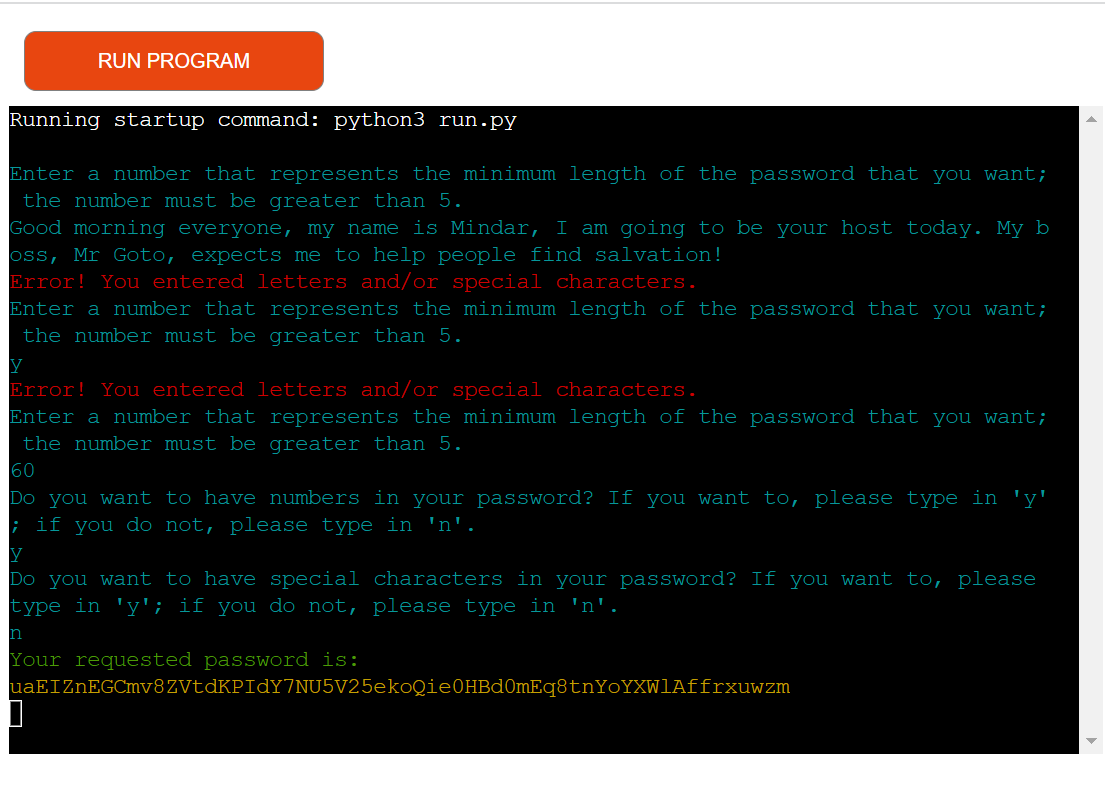 RUN PROGRAM
Running startup command: python3 run.py
Enter a number that represents the minimum length of the password that you want;
the number must be greater than 5.
Good morning everyone, my name is Mindar, I am going to be your host today. My b
oss, Mr Goto, expects me to help people find salvation!
Error! You entered letters and/or special characters.
Enter a number that represents the minimum length of the password that you want;
the number must be greater than 5.
y
Error! You entered letters and/or special characters.
Enter a number that represents the minimum length of the password that you want;
the number must be greater than 5.
60
Do you want to have numbers in your password? If you want to, please type in 'y'
; if you do not, please type in 'n'.
y
Do you want to have special characters in your password? If you want to, please
type in 'y'; if you do not, please type in 'n'.
n
Your requested password is:
uaEIZnEGCmv8ZVtdKPIdY7NU5V25ekoQie0HBd0mEq8tnYoYXWlAffrxuwzm